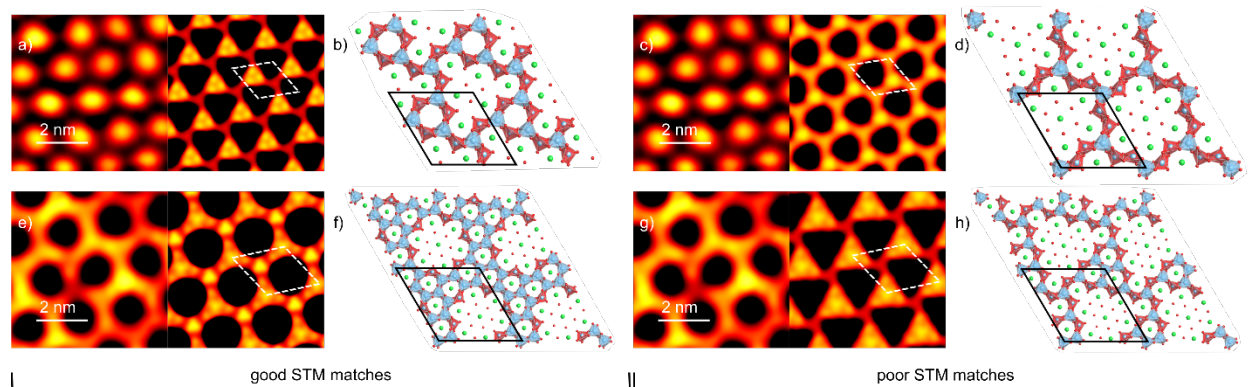 a)
b)
c)
d)
2 nm
2 nm
e)
f)
g)
h)
2 nm
2 nm
I
good STM matches
II
poor STM matches